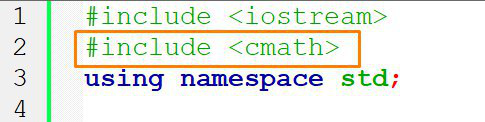 1 #include <iostream>
2 #include <cmath>
3 using namespace std;
4